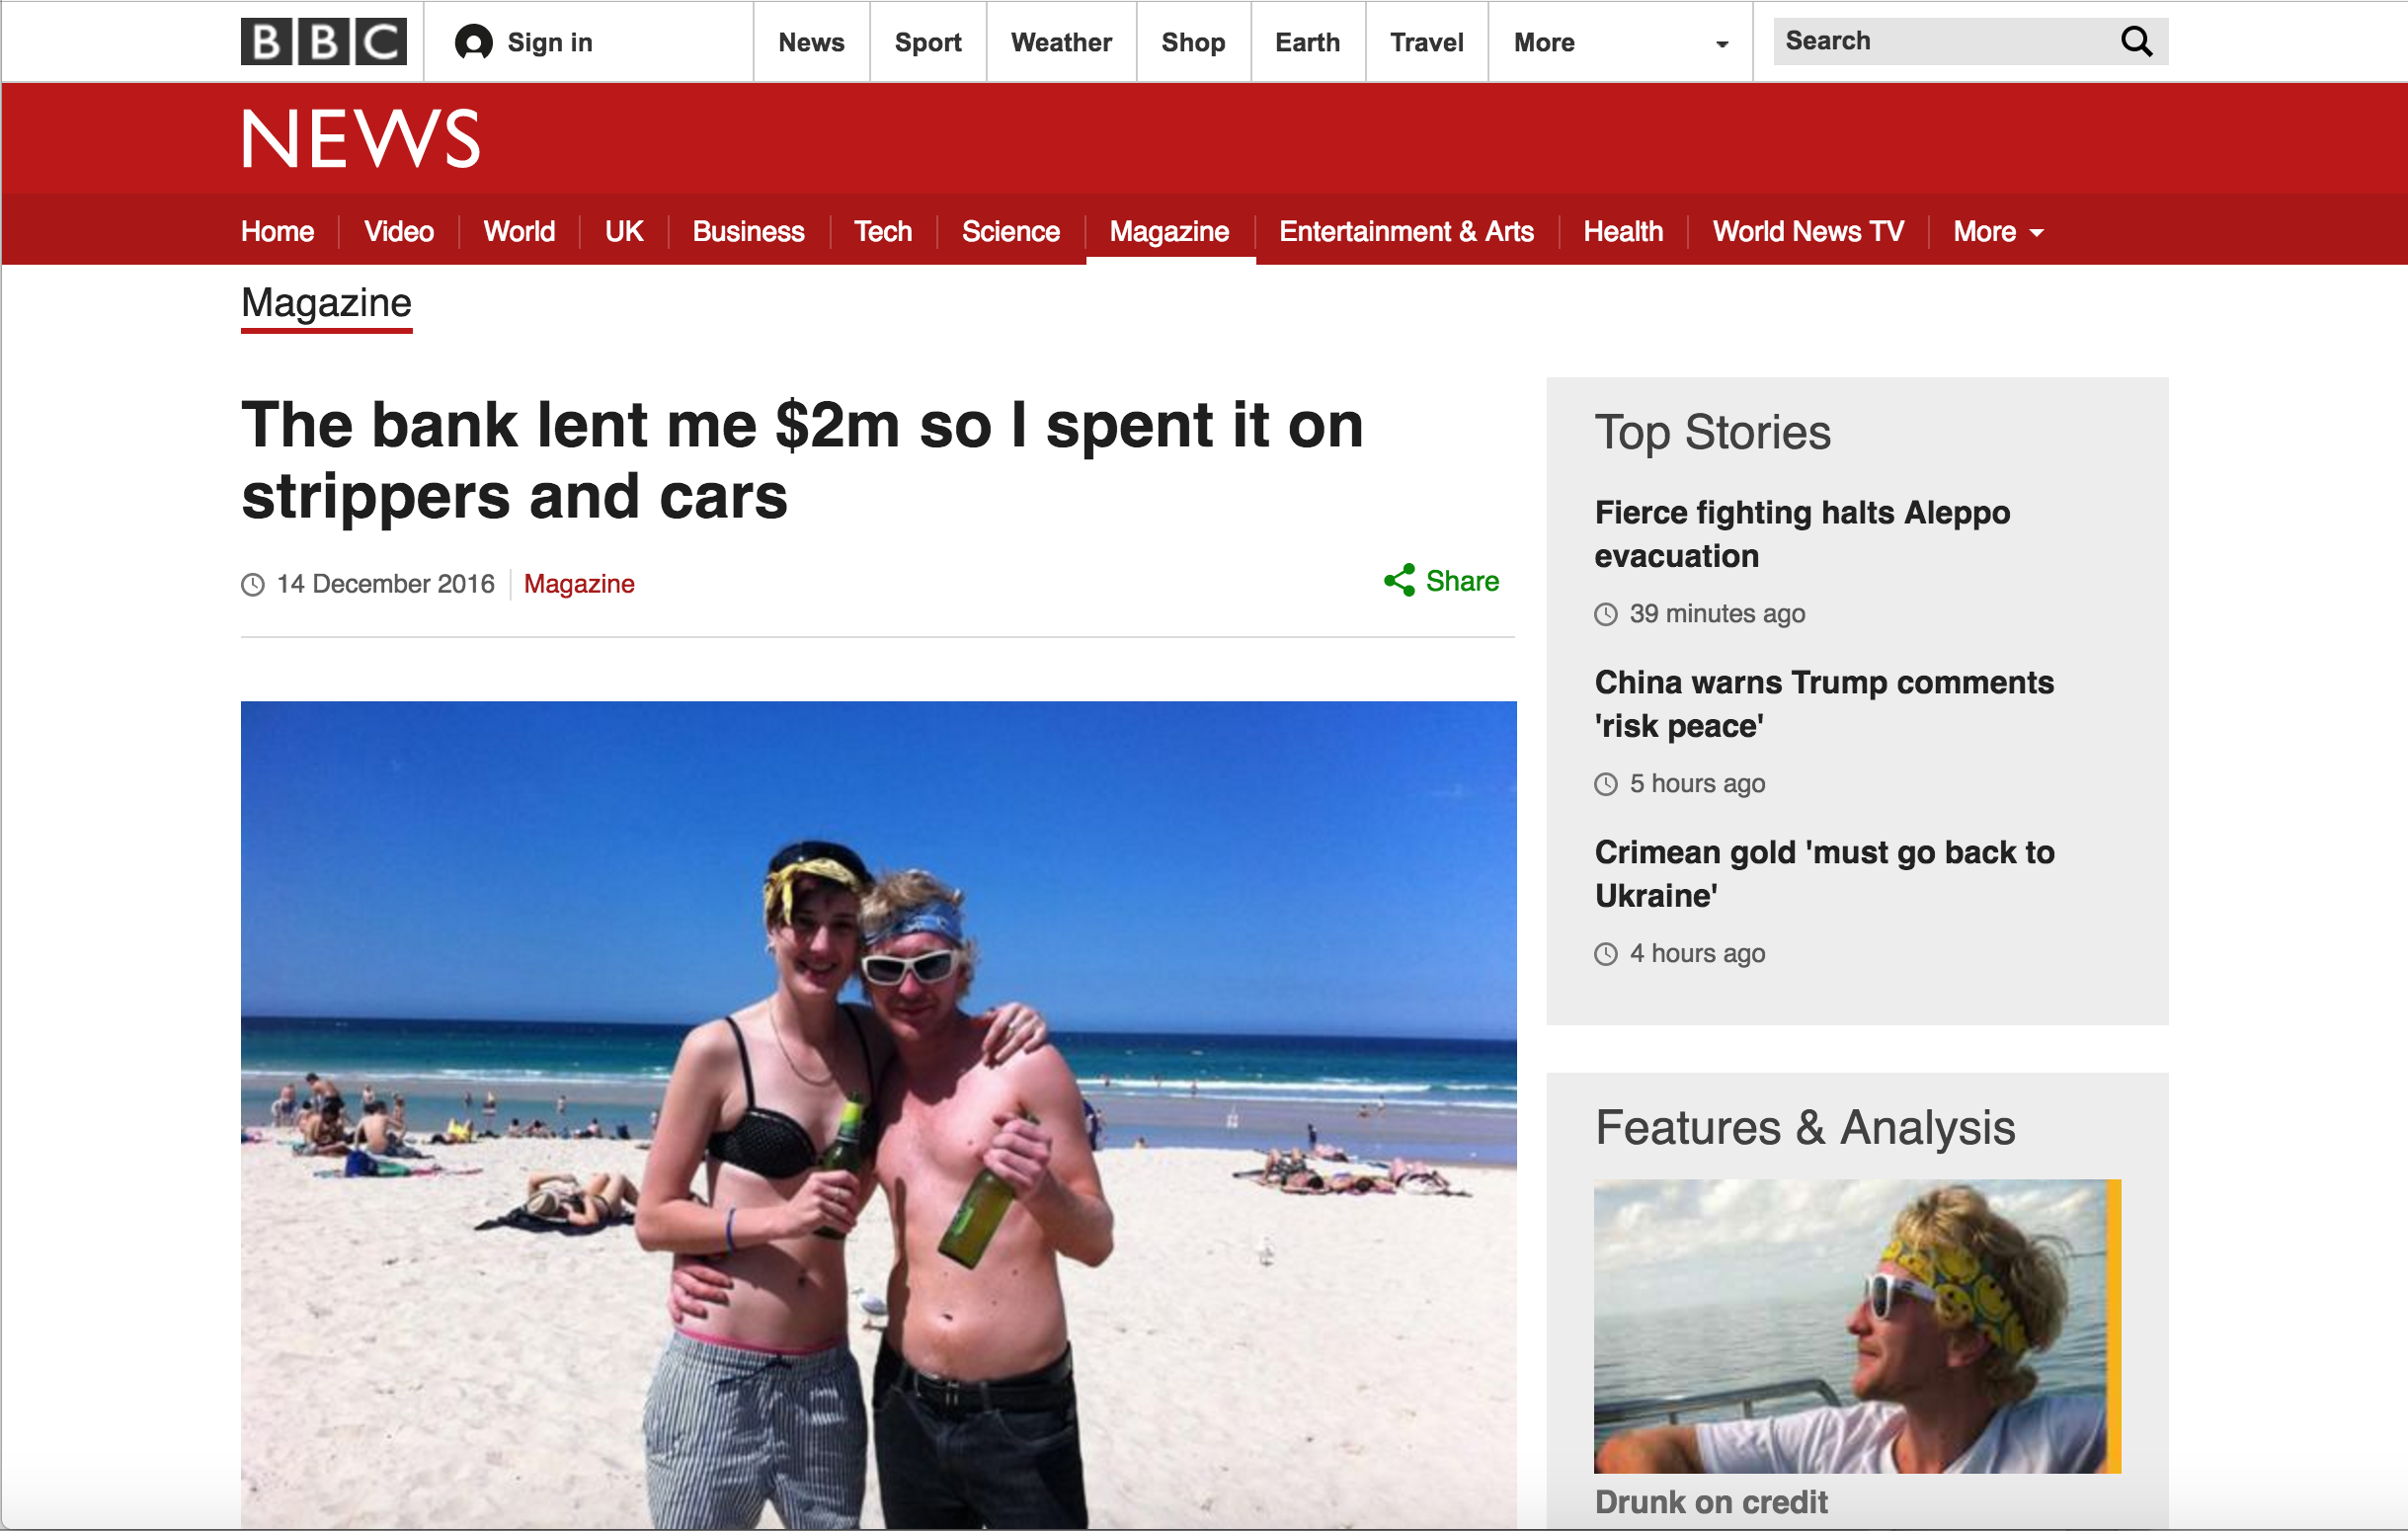 BBC
Sign in
News
Sport
Weather
Shop
Earth
Travel
More
Search
NEWS
Home
Video
World
UK
Business
Tech
Science
Magazine
Entertainment & Arts
Health
World News TV
More
Magazine
The bank lent me $2m so I spent it on
strippers and cars
14 December 2016
Magazine
Share
Top Stories
Fierce fighting halts Aleppo
evacuation
39 minutes ago
China warns Trump comments
'risk peace'
5 hours ago
Crimean gold 'must go back to
Ukraine'
4 hours ago
Features & Analysis
Drunk on credit